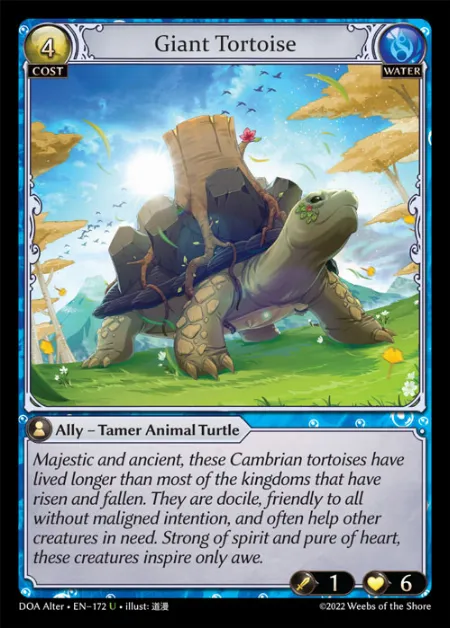 4
Giant Tortoise
COST
WATER
Ally – Tamer Animal Turtle
Majestic and ancient, these Cambrian tortoises have
lived longer than most of the kingdoms that have
risen and fallen. They are docile, friendly to all
without maligned intention, and often help other
creatures in need. Strong of spirit and pure of heart,
these creatures inspire only awe.
1
6
DOA Alter • EN-172 U • illust: 道漫
©2022 Weebs of the Shore